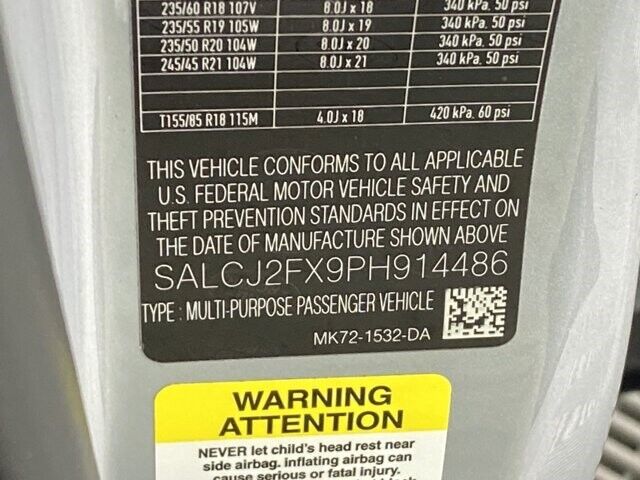 235/60 R18 107V 8.0J x 18 340 kPa. 50 psi
235/55 R19 105W 8.0J x 19 340 kPa. 50 psi
235/50 R20 104W 8.0J x 20 340 kPa. 50 psi
245/45 R21 104W 8.0J x 21 340 kPa. 50 psi
T155/85 R18 115M 4.0J x 18 420 kPa. 60 psi
THIS VEHICLE CONFORMS TO ALL APPLICABLE
U.S. FEDERAL MOTOR VEHICLE SAFETY AND
THEFT PREVENTION STANDARDS IN EFFECT ON
THE DATE OF MANUFACTURE SHOWN ABOVE
SALCJ2FX9PH914486
TYPE : MULTI-PURPOSE PASSENGER VEHICLE
MK72-1532-DA
WARNING
ATTENTION
NEVER let child's head rest near
side airbag. inflating airbag can
cause serious or fatal injury.